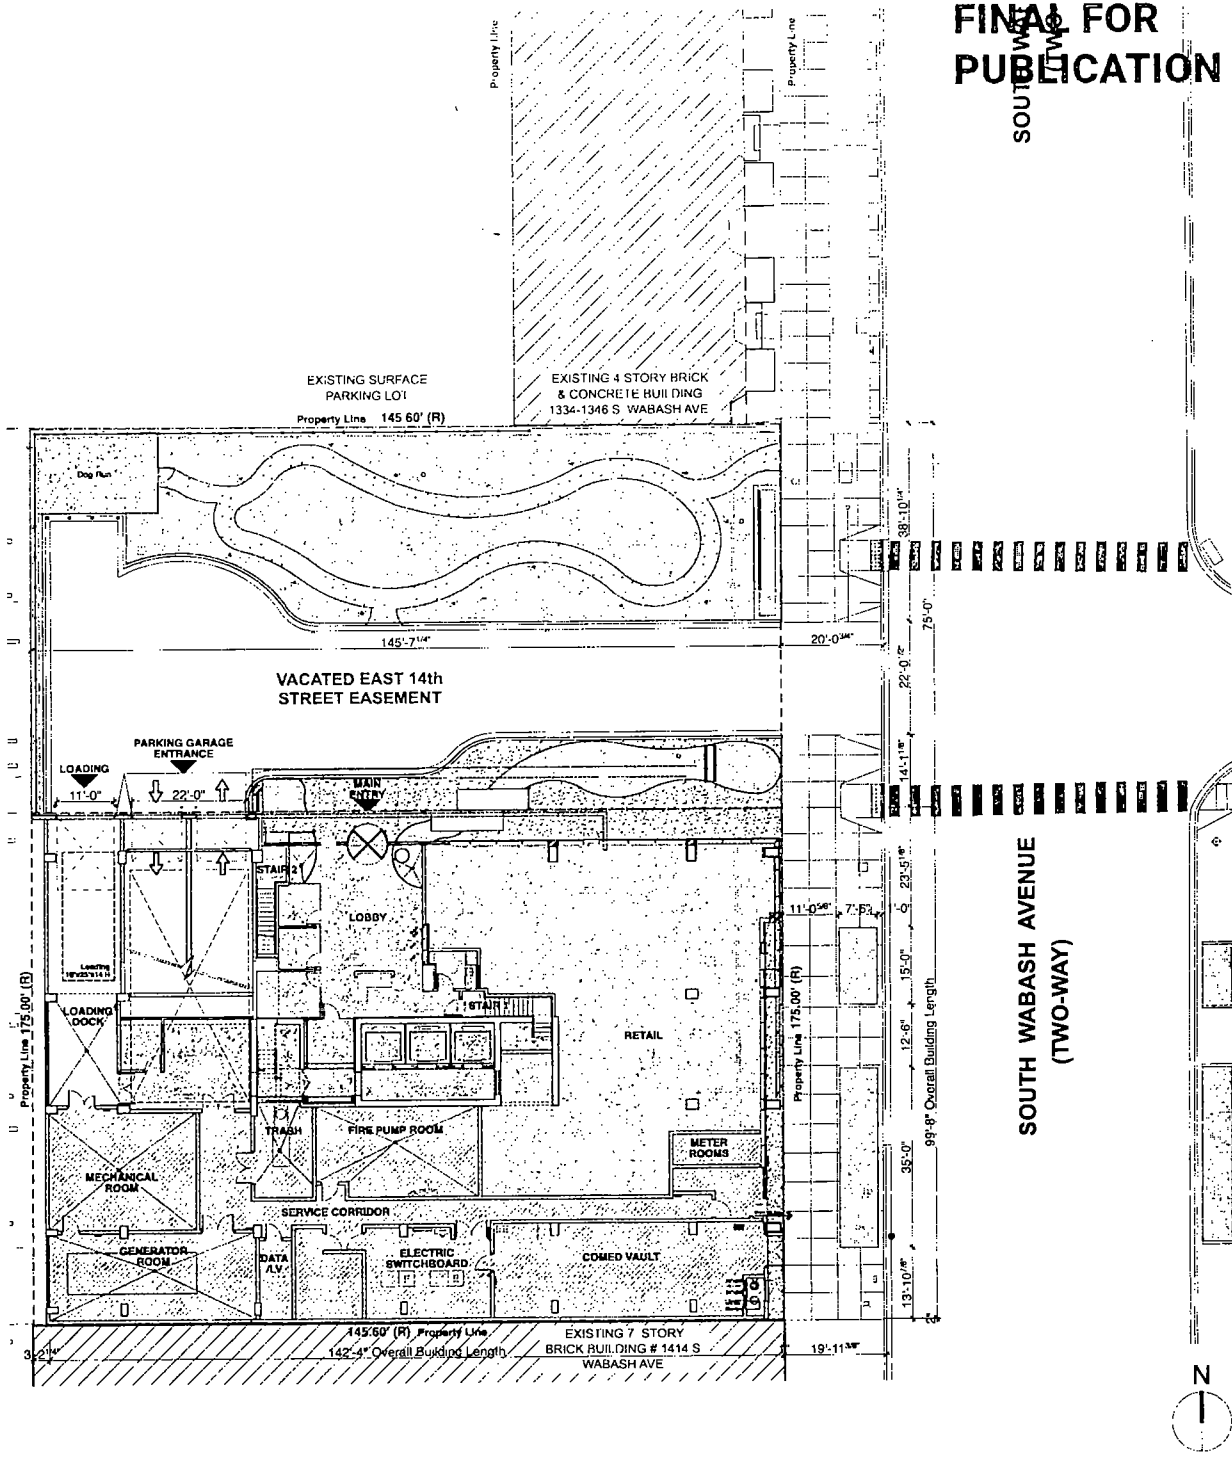 FINAL FOR
PUBLICATION
Property Line
Property Line
EXISTING SURFACE
PARKING LOT
Property Line 145 60' (R)
EXISTING 4 STORY BRICK
& CONCRETE BUILDING
1334-1346 S WABASH AVE
Dog Run
38'-10 1/4"
75'-0"
145'-7 1/4"
20'-0 3/4"
22'-0 1/2"
VACATED EAST 14th
STREET EASEMENT
PARKING GARAGE
ENTRANCE
LOADING
11'-0"
22'-0"
MAIN
ENTRY
14'-1 1/8"
STAIR 2
LOBBY
23'-5 1/8"
11'-0 5/8"
7'-6"
1'-0"
15'-0"
SOUTH WABASH AVENUE
(TWO-WAY)
Loading
LOADING
DOCK
STAIR 1
RETAIL
12'-6"
Property Line 175.00' (R)
Property Line 175.00' (R)
99'-8" Overall Building Length
TRASH
FIRE PUMP ROOM
METER
ROOMS
35'-0"
MECHANICAL
ROOM
SERVICE CORRIDOR
GENERATOR
ROOM
DATA
/LV
ELECTRIC
SWITCHBOARD
COMED VAULT
13'-10 7/8"
145.60' (R) Property Line
142'-4" Overall Building Length
EXISTING 7 STORY
BRICK BUILDING # 1414 S
WABASH AVE
3'-2 1/4"
19'-11 3/8"
N